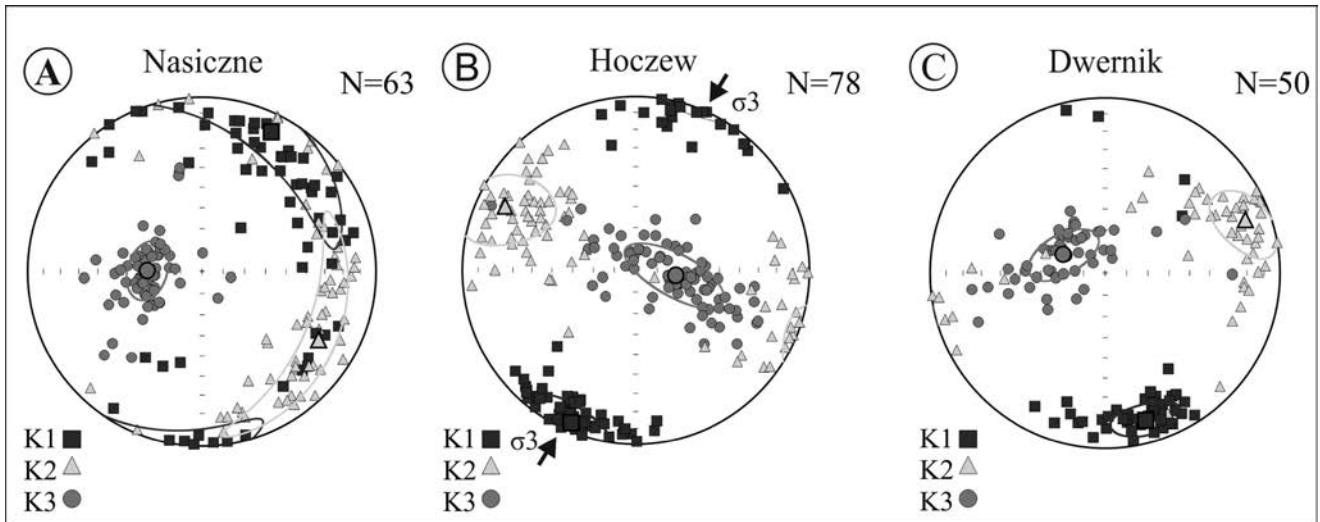 A Nasiczne N=63
K1
K2
K3
B Hoczew N=78
σ3
σ3
K1
K2
K3
C Dwernik N=50
K1
K2
K3